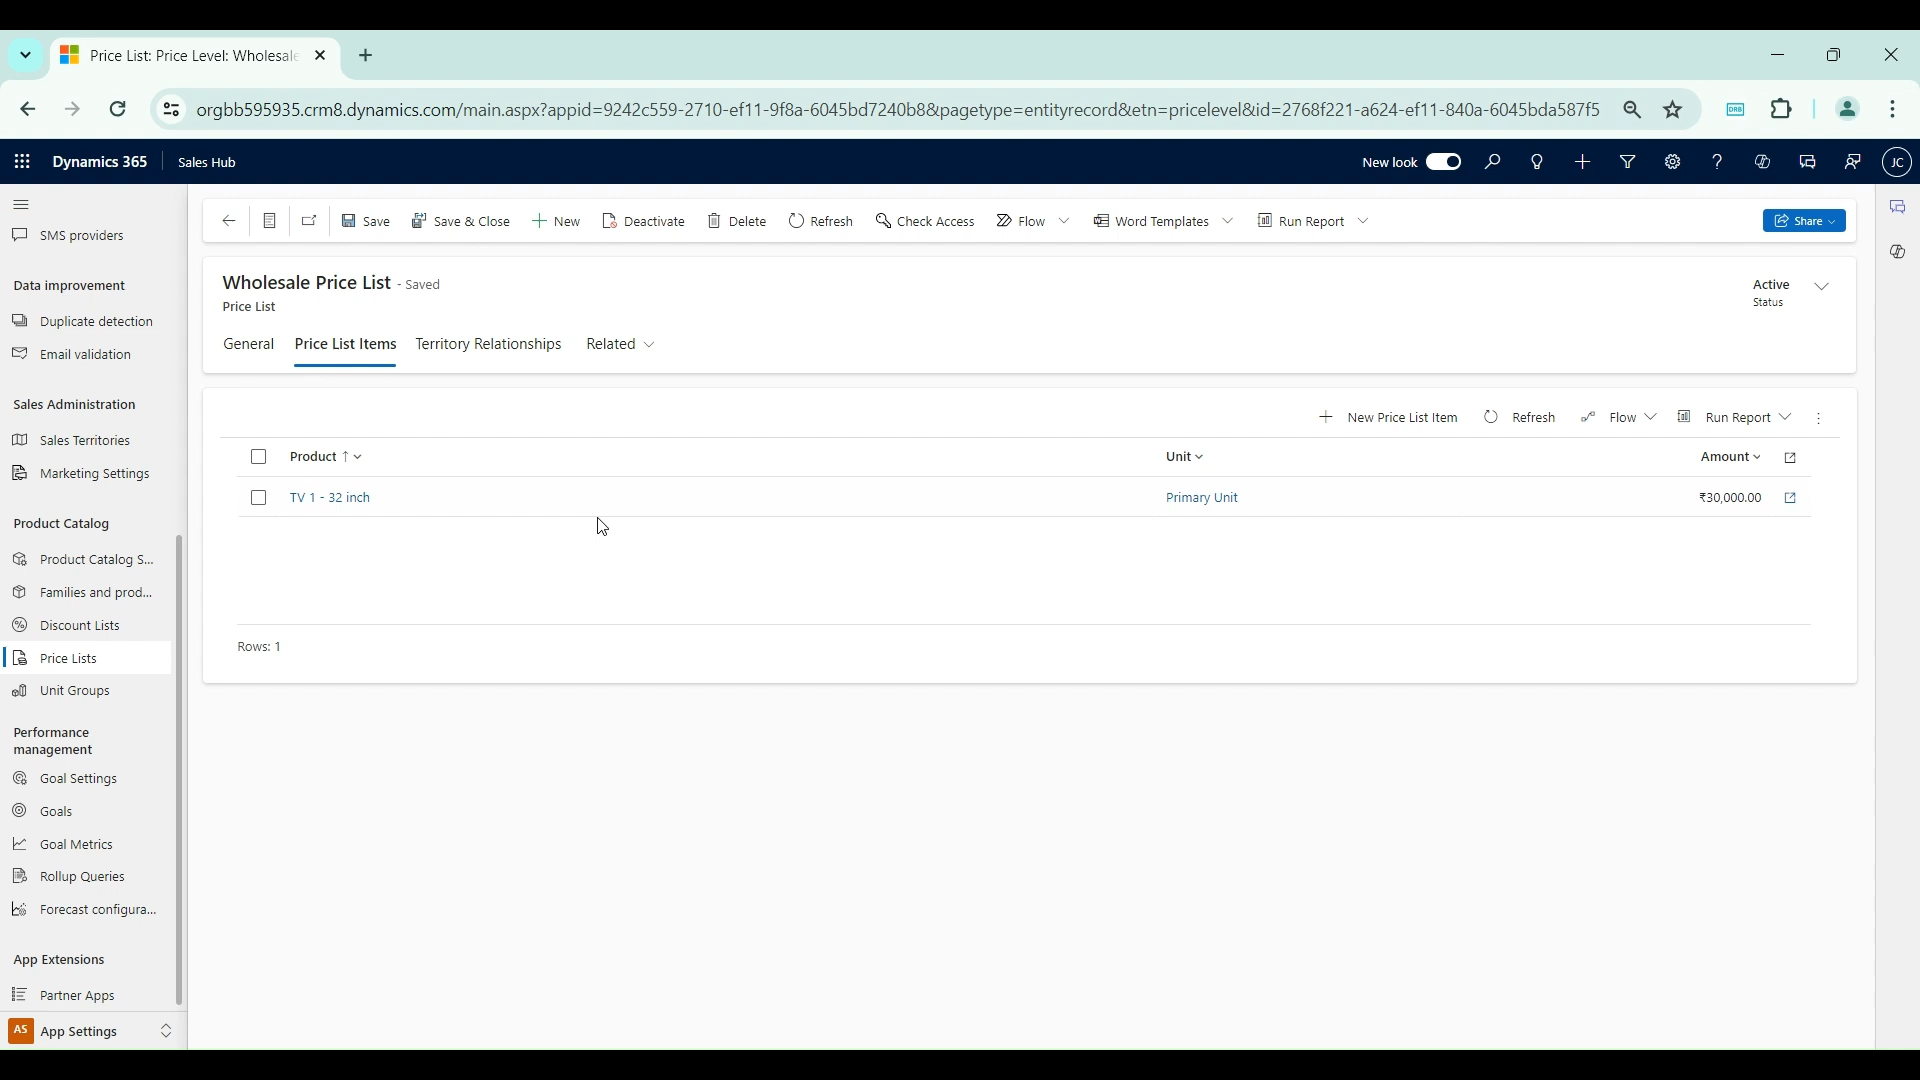 Price List: Price Level: Wholesale
orgbb595935.crm8.dynamics.com/main.aspx?appid=9242c559-2710-ef11-9f8a-6045bd7240b8&pagetype=entityrecord&etn=pricelevel&id=2768f221-a624-ef11-840a-6045bda587f5
DRB
Dynamics 365 Sales Hub New look JC
SMS providers
Data improvement
Duplicate detection
Email validation
Sales Administration
Sales Territories
Marketing Settings
Product Catalog
Product Catalog S...
Families and prod...
Discount Lists
Price Lists
Unit Groups
Performance
management
Goal Settings
Goals
Goal Metrics
Rollup Queries
Forecast configura...
App Extensions
Partner Apps
AS App Settings
Save Save & Close New Deactivate Delete Refresh Check Access Flow Word Templates Run Report Share
Wholesale Price List - Saved
Price List
Active
Status
General Price List Items Territory Relationships Related
New Price List Item Refresh Flow Run Report
Product Unit Amount
TV 1 - 32 inch Primary Unit ₹30,000.00
Rows: 1